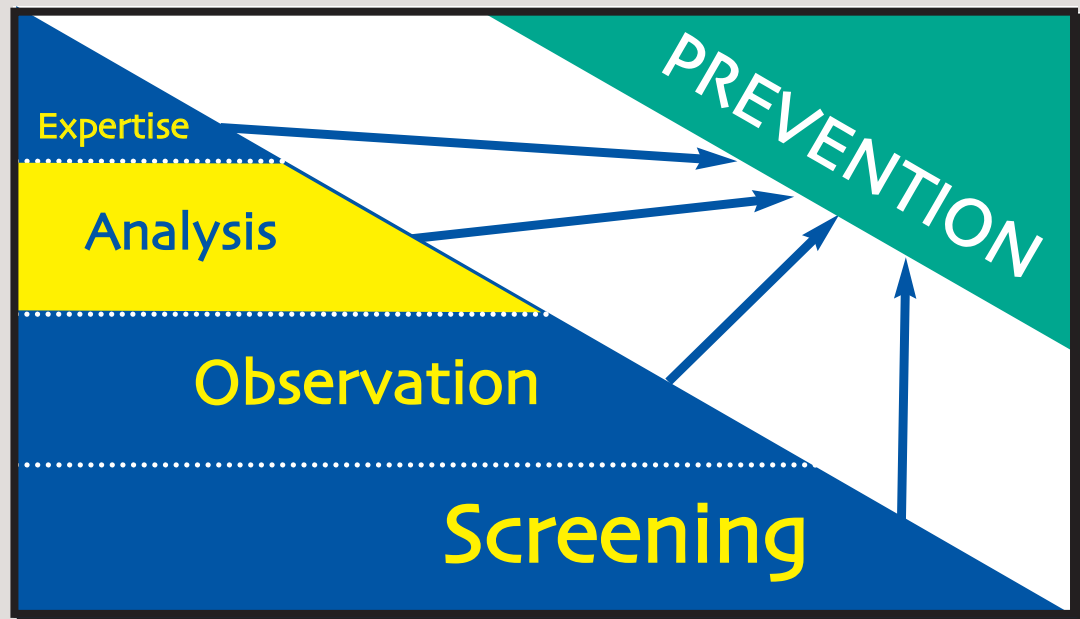 PREVENTION
Expertise
Analysis
Observation
Screening